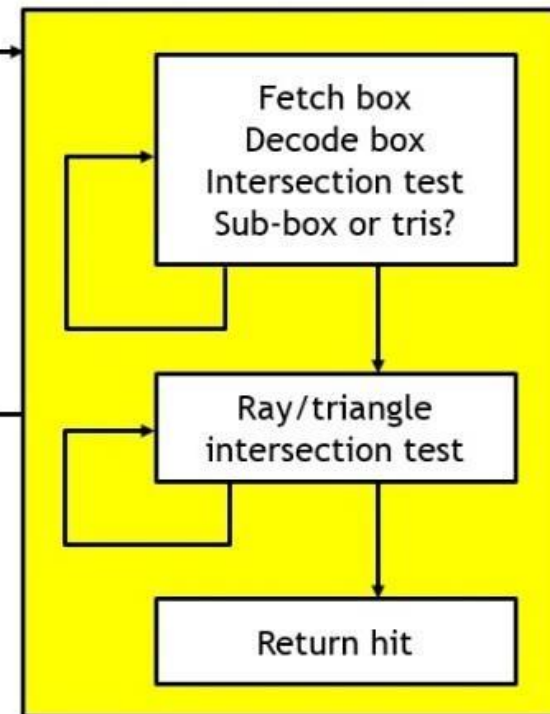 Fetch box
Decode box
Intersection test
Sub-box or tris?
Ray/triangle
intersection test
Return hit